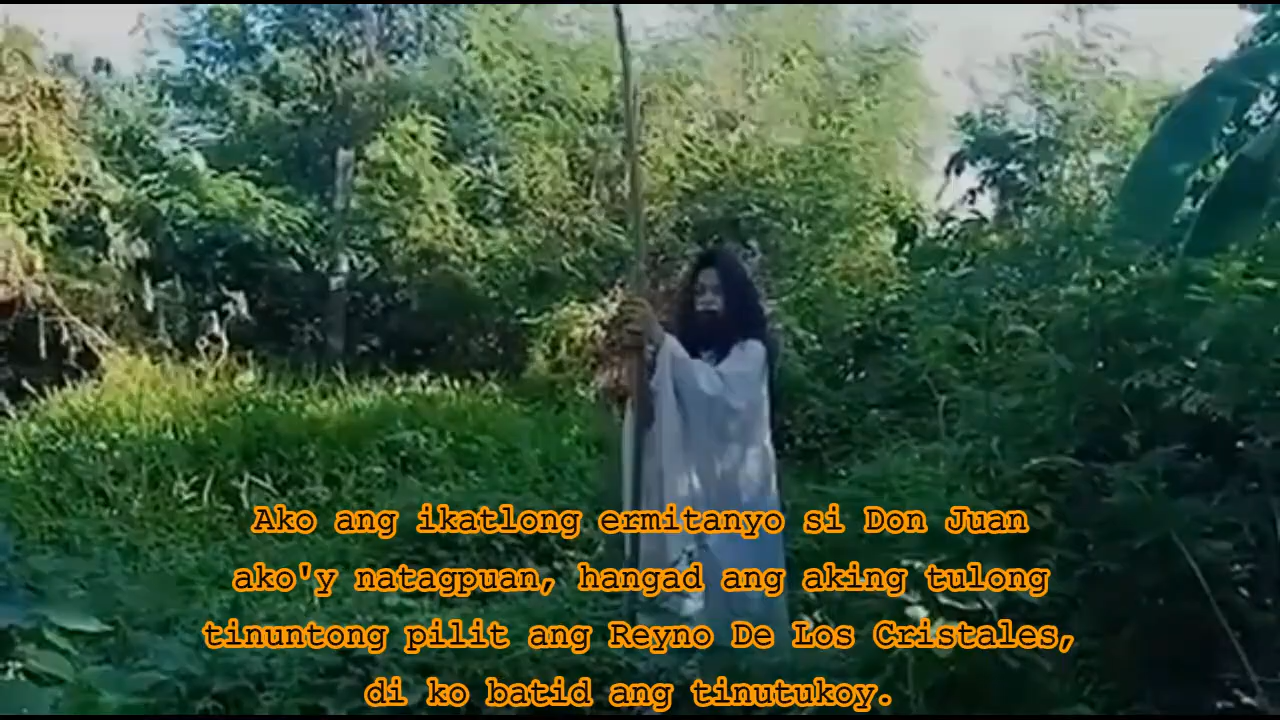 Ako ang ikatlong ermitanyo si Don Juan
ako'y natagpuan, hangad ang aking tulong
tinuntong pilit ang Reyno De Los Cristales,
di ko batid ang tinutukoy.